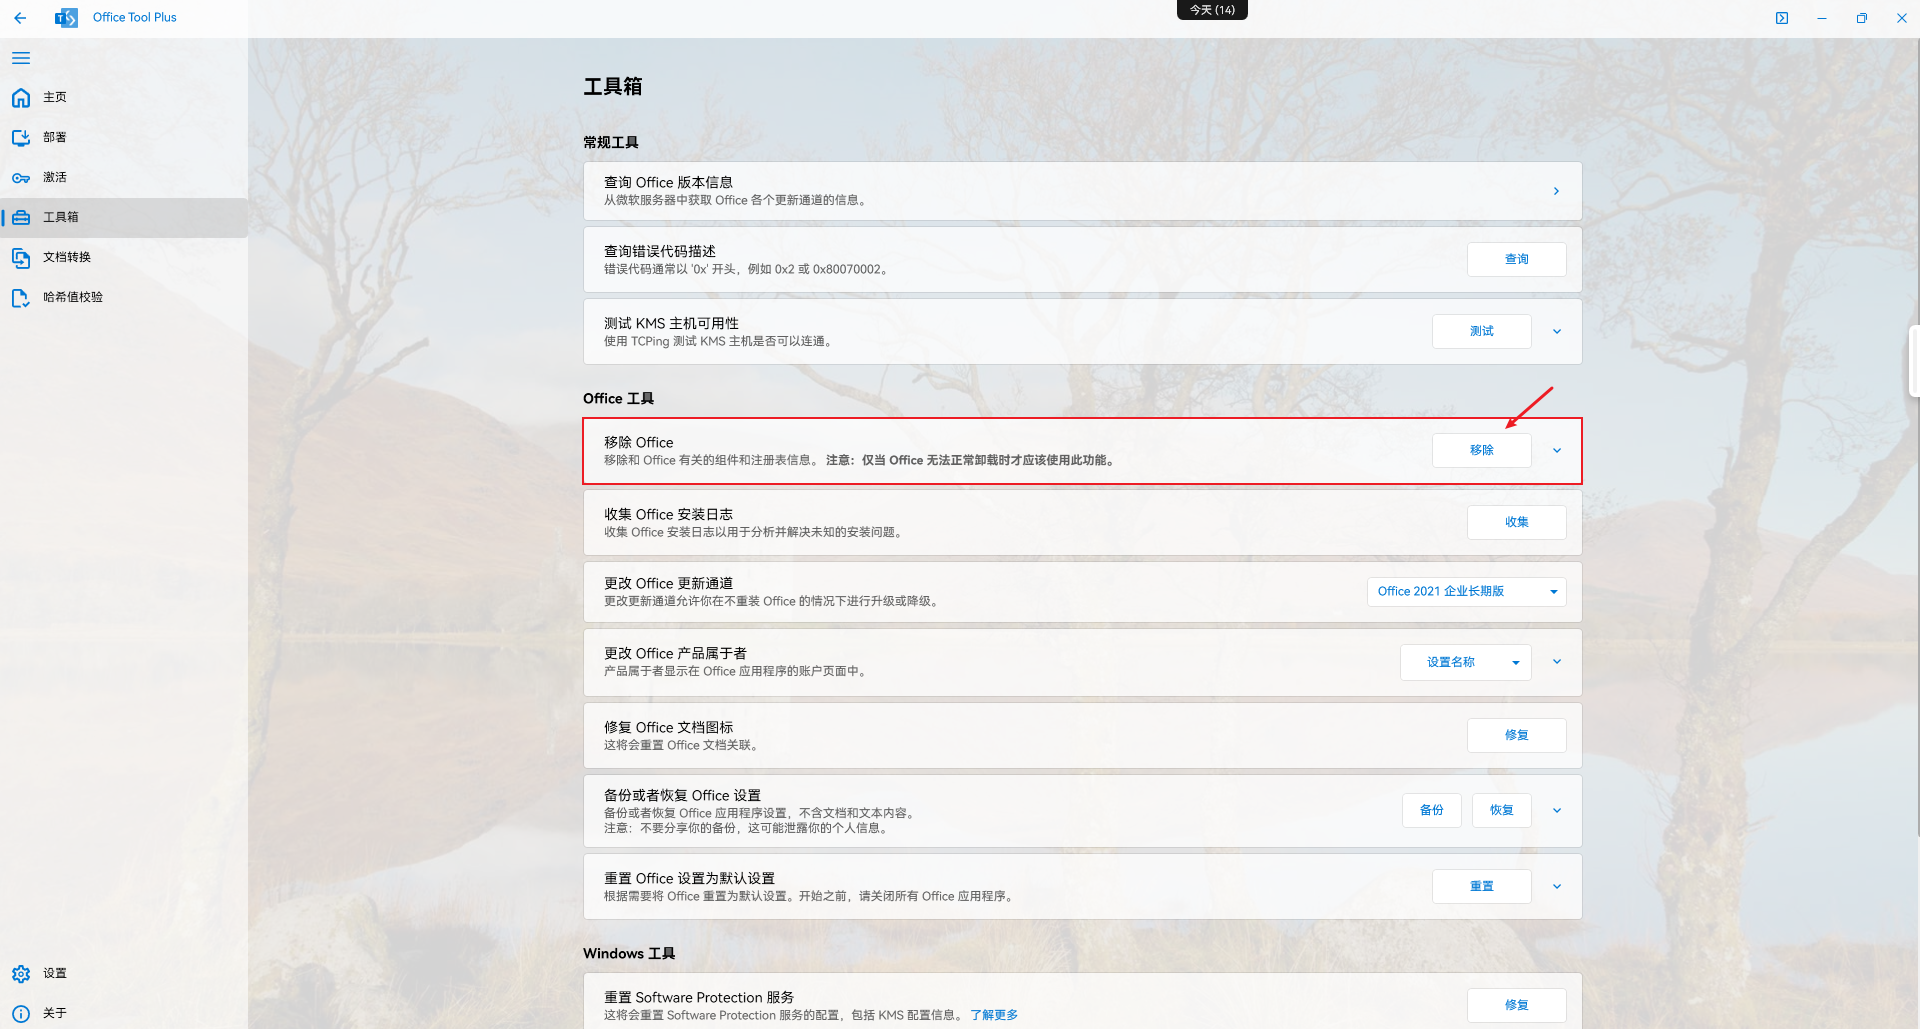 Office Tool Plus
今天 (14)
主页
部署
激活
工具箱
文档转换
哈希值校验
设置
关于
工具箱
常规工具
查询 Office 版本信息
从微软服务器中获取 Office 各个更新通道的信息。
查询错误代码描述
错误代码通常以 '0x' 开头，例如 0x2 或 0x80070002。
查询
测试 KMS 主机可用性
使用 TCPing 测试 KMS 主机是否可以连通。
测试
Office 工具
移除 Office
移除和 Office 有关的组件和注册表信息。 注意：仅当 Office 无法正常卸载时才应该使用此功能。
移除
收集 Office 安装日志
收集 Office 安装日志以用于分析并解决未知的安装问题。
收集
更改 Office 更新通道
更改更新通道允许你在不重装 Office 的情况下进行升级或降级。
Office 2021 企业长期版
更改 Office 产品属于者
产品属于者显示在 Office 应用程序的账户页面中。
设置名称
修复 Office 文档图标
这将会重置 Office 文档关联。
修复
备份或者恢复 Office 设置
备份或者恢复 Office 应用程序设置，不含文档和文本内容。
注意：不要分享你的备份，这可能泄露你的个人信息。
备份
恢复
重置 Office 设置为默认设置
根据需要将 Office 重置为默认设置。开始之前，请关闭所有 Office 应用程序。
重置
Windows 工具
重置 Software Protection 服务
这将会重置 Software Protection 服务的配置，包括 KMS 配置信息。 了解更多
修复